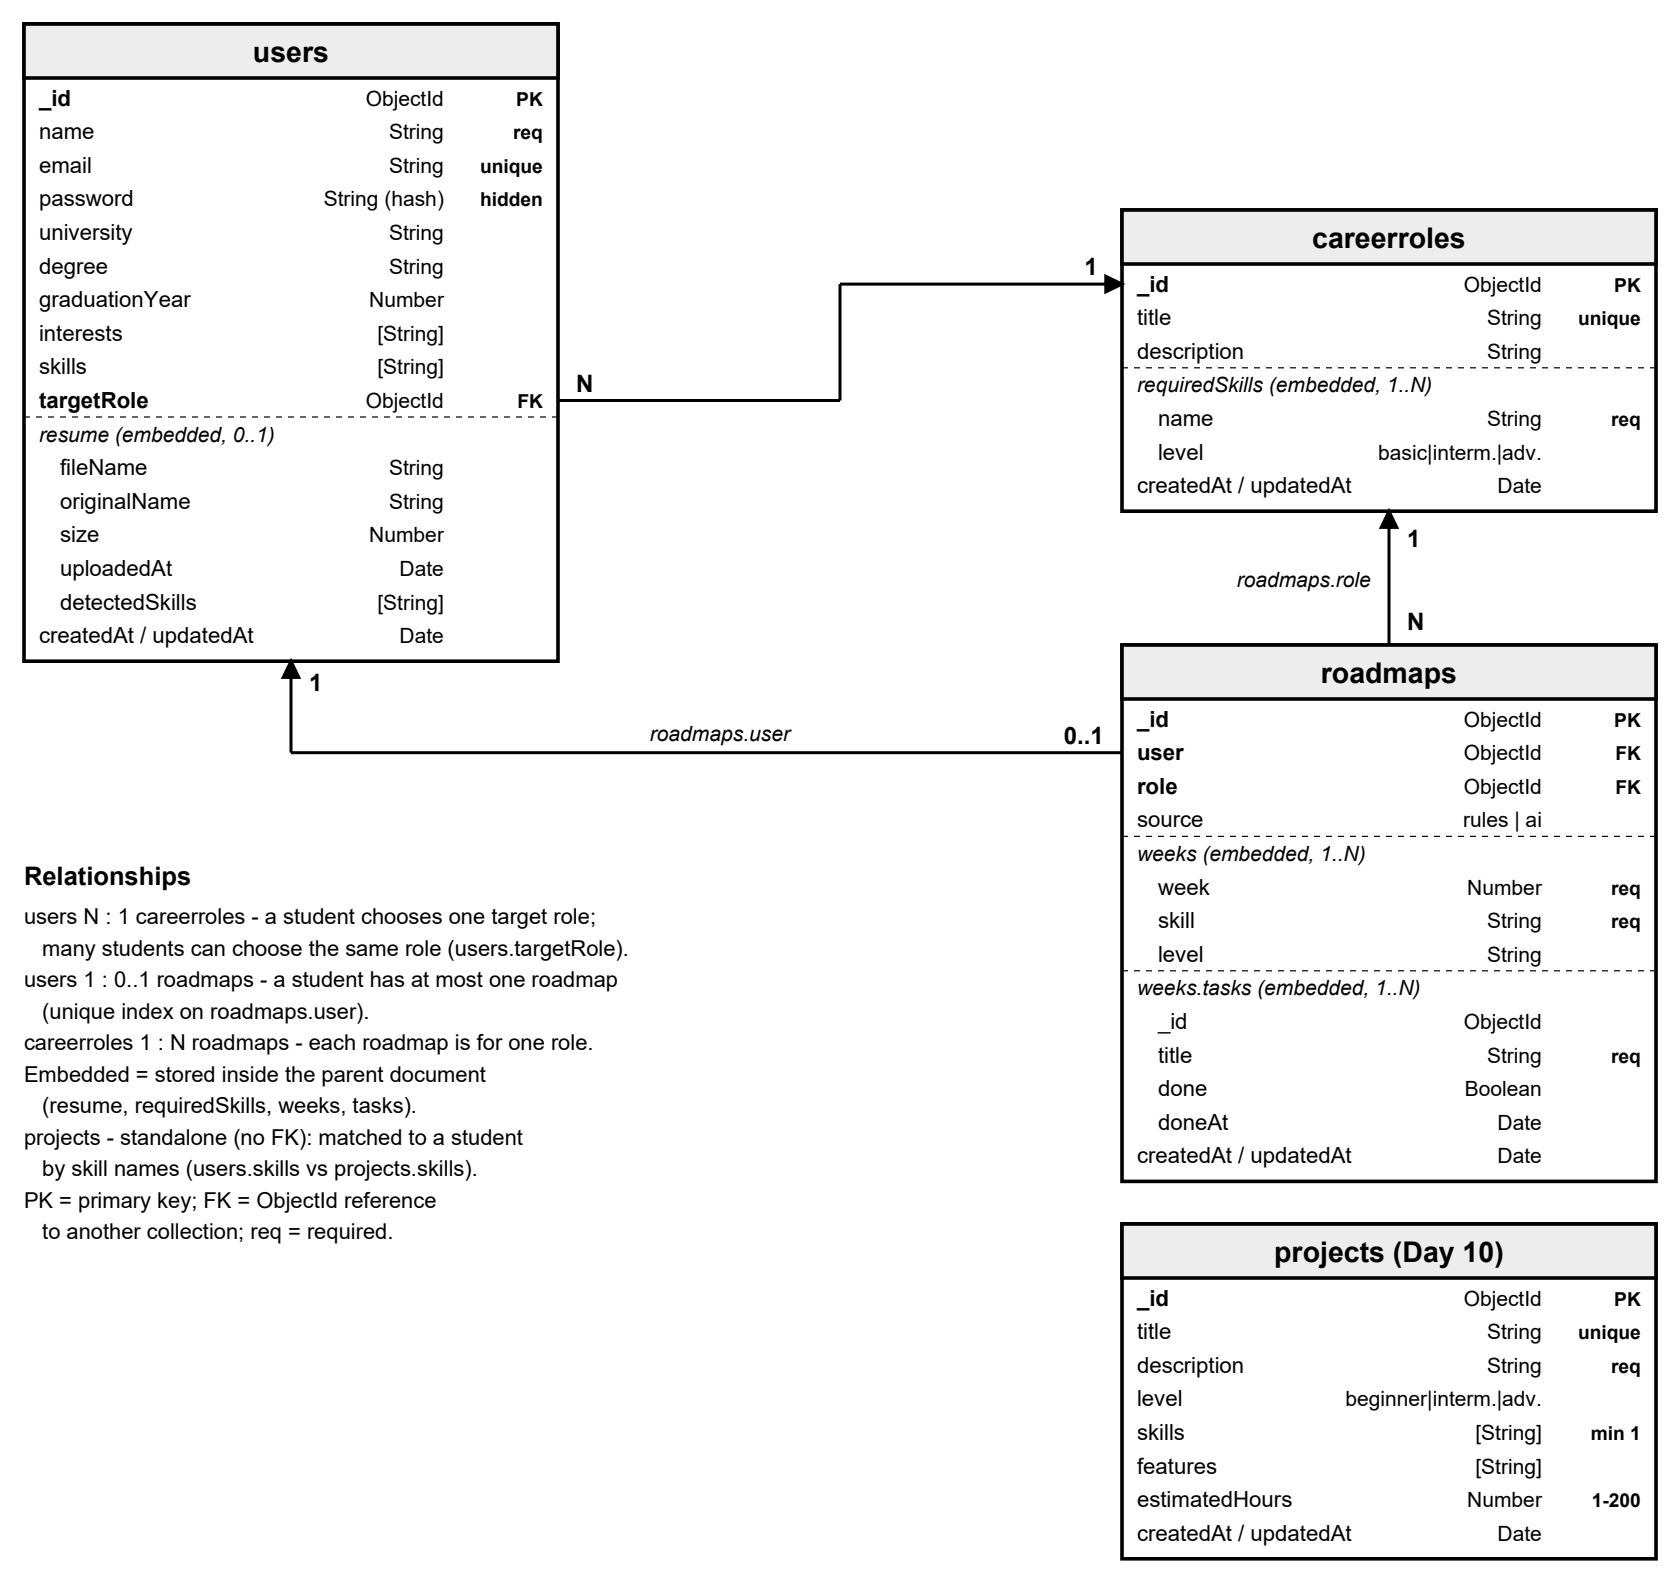 users
_id ObjectId PK
name String req
email String unique
password String (hash) hidden
university String
degree String
graduationYear Number
interests [String]
skills [String]
targetRole ObjectId FK
resume (embedded, 0..1)
fileName String
originalName String
size Number
uploadedAt Date
detectedSkills [String]
createdAt / updatedAt Date
N
1
careerroles
_id ObjectId PK
title String unique
description String
requiredSkills (embedded, 1..N)
name String req
level basic|interm.|adv.
createdAt / updatedAt Date
1
roadmaps.role
N
1
roadmaps.user
0..1
roadmaps
_id ObjectId PK
user ObjectId FK
role ObjectId FK
source rules | ai
weeks (embedded, 1..N)
week Number req
skill String req
level String
weeks.tasks (embedded, 1..N)
_id ObjectId
title String req
done Boolean
doneAt Date
createdAt / updatedAt Date
Relationships
users N : 1 careerroles - a student chooses one target role;
many students can choose the same role (users.targetRole).
users 1 : 0..1 roadmaps - a student has at most one roadmap
(unique index on roadmaps.user).
careerroles 1 : N roadmaps - each roadmap is for one role.
Embedded = stored inside the parent document
(resume, requiredSkills, weeks, tasks).
projects - standalone (no FK): matched to a student
by skill names (users.skills vs projects.skills).
PK = primary key; FK = ObjectId reference
to another collection; req = required.
projects (Day 10)
_id ObjectId PK
title String unique
description String req
level beginner|interm.|adv.
skills [String] min 1
features [String]
estimatedHours Number 1-200
createdAt / updatedAt Date